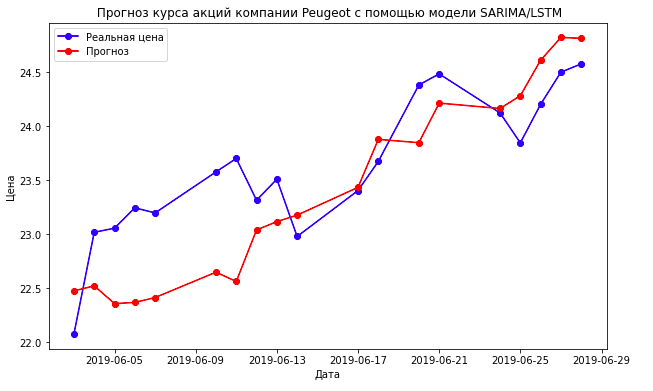 Прогноз курса акций компании Peugeot с помощью модели SARIMA/LSTM
Реальная цена
Прогноз
Цена
24.5
24.0
23.5
23.0
22.5
22.0
2019-06-05 2019-06-09 2019-06-13 2019-06-17 2019-06-21 2019-06-25 2019-06-29
Дата